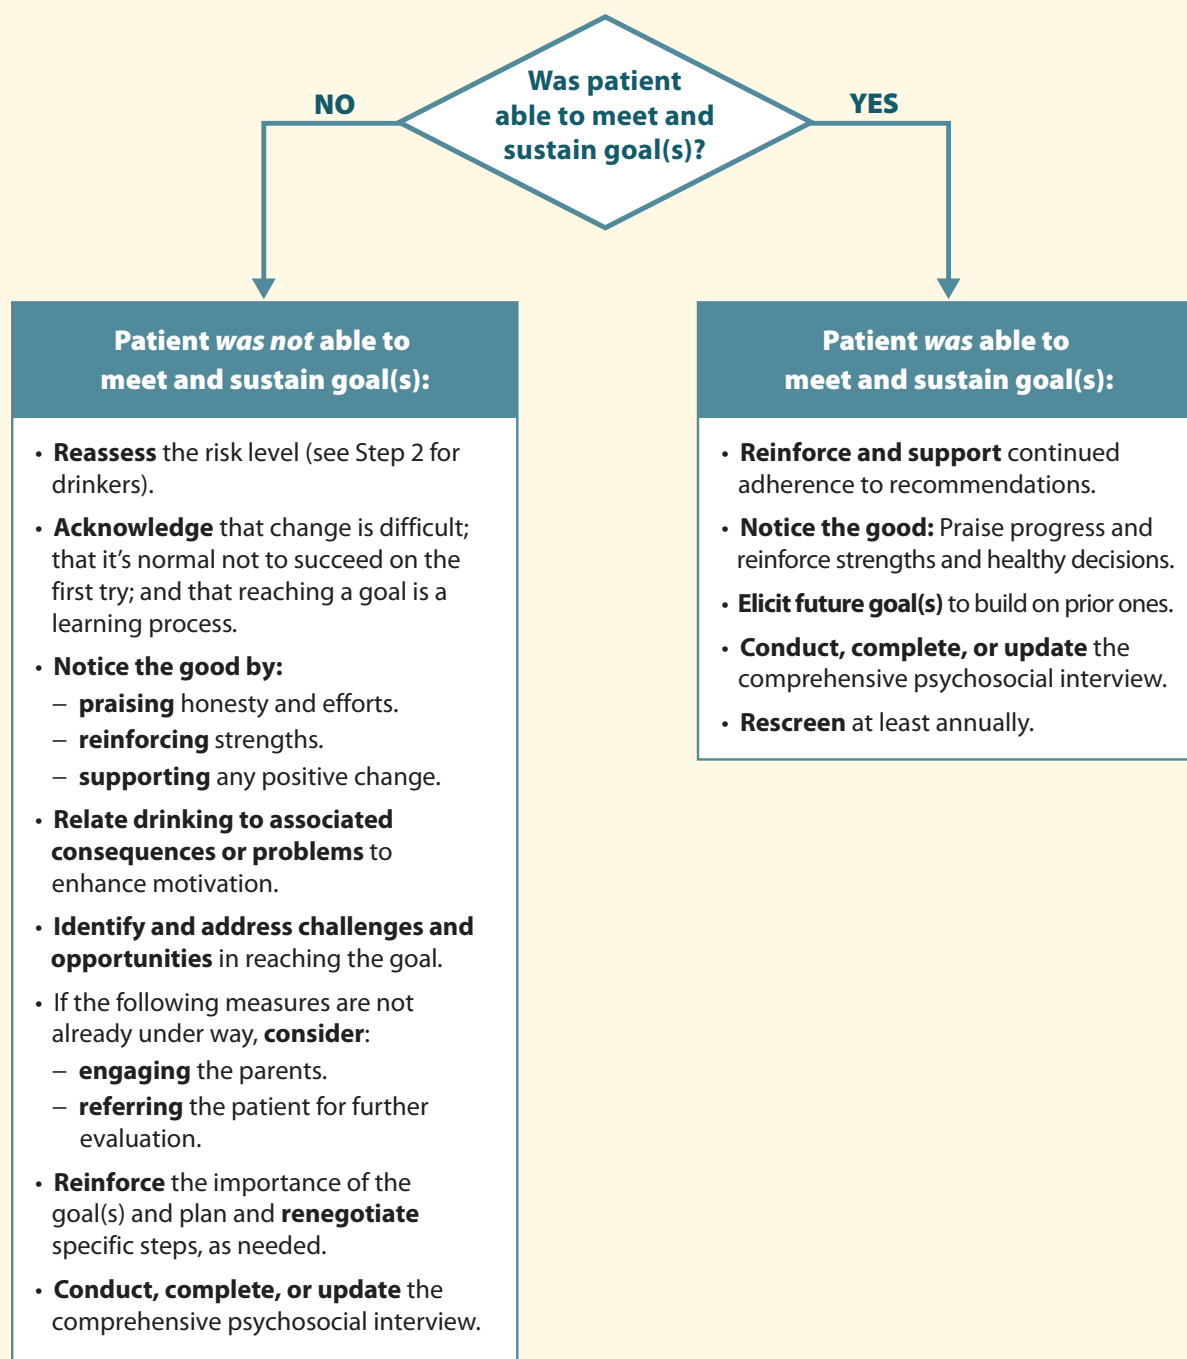 Was patient
able to meet and
sustain goal(s)?
NO
YES
Patient was not able to
meet and sustain goal(s):
• Reassess the risk level (see Step 2 for
drinkers).
• Acknowledge that change is difficult;
that it's normal not to succeed on the
first try; and that reaching a goal is a
learning process.
• Notice the good by:
– praising honesty and efforts.
– reinforcing strengths.
– supporting any positive change.
• Relate drinking to associated
consequences or problems to
enhance motivation.
• Identify and address challenges and
opportunities in reaching the goal.
• If the following measures are not
already under way, consider:
– engaging the parents.
– referring the patient for further
evaluation.
• Reinforce the importance of the
goal(s) and plan and renegotiate
specific steps, as needed.
• Conduct, complete, or update the
comprehensive psychosocial interview.
Patient was able to
meet and sustain goal(s):
• Reinforce and support continued
adherence to recommendations.
• Notice the good: Praise progress and
reinforce strengths and healthy decisions.
• Elicit future goal(s) to build on prior ones.
• Conduct, complete, or update the
comprehensive psychosocial interview.
• Rescreen at least annually.